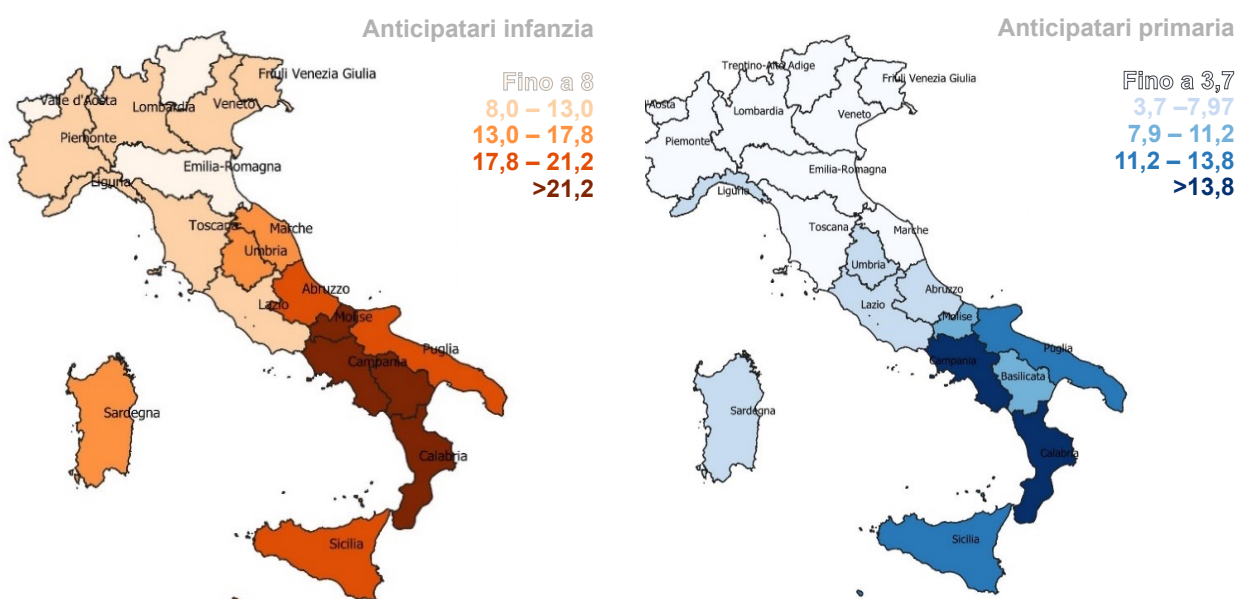 Anticipatari infanzia
Fino a 8
8,0 – 13,0
13,0 – 17,8
17,8 – 21,2
>21,2
Friuli Venezia Giulia
Valle d'Aosta
Lombardia
Veneto
Piemonte
Emilia-Romagna
Liguria
Toscana
Marche
Umbria
Abruzzo
Lazio
Molise
Puglia
Campania
Sardegna
Calabria
Sicilia
Anticipatari primaria
Fino a 3,7
3,7 –7,97
7,9 – 11,2
11,2 – 13,8
>13,8
Trentino-Alto Adige
Friuli Venezia Giulia
l'Aosta
Lombardia
Veneto
Piemonte
Emilia-Romagna
Liguria
Toscana
Marche
Umbria
Abruzzo
Lazio
Molise
Puglia
Campania
Basilicata
Sardegna
Calabria
Sicilia